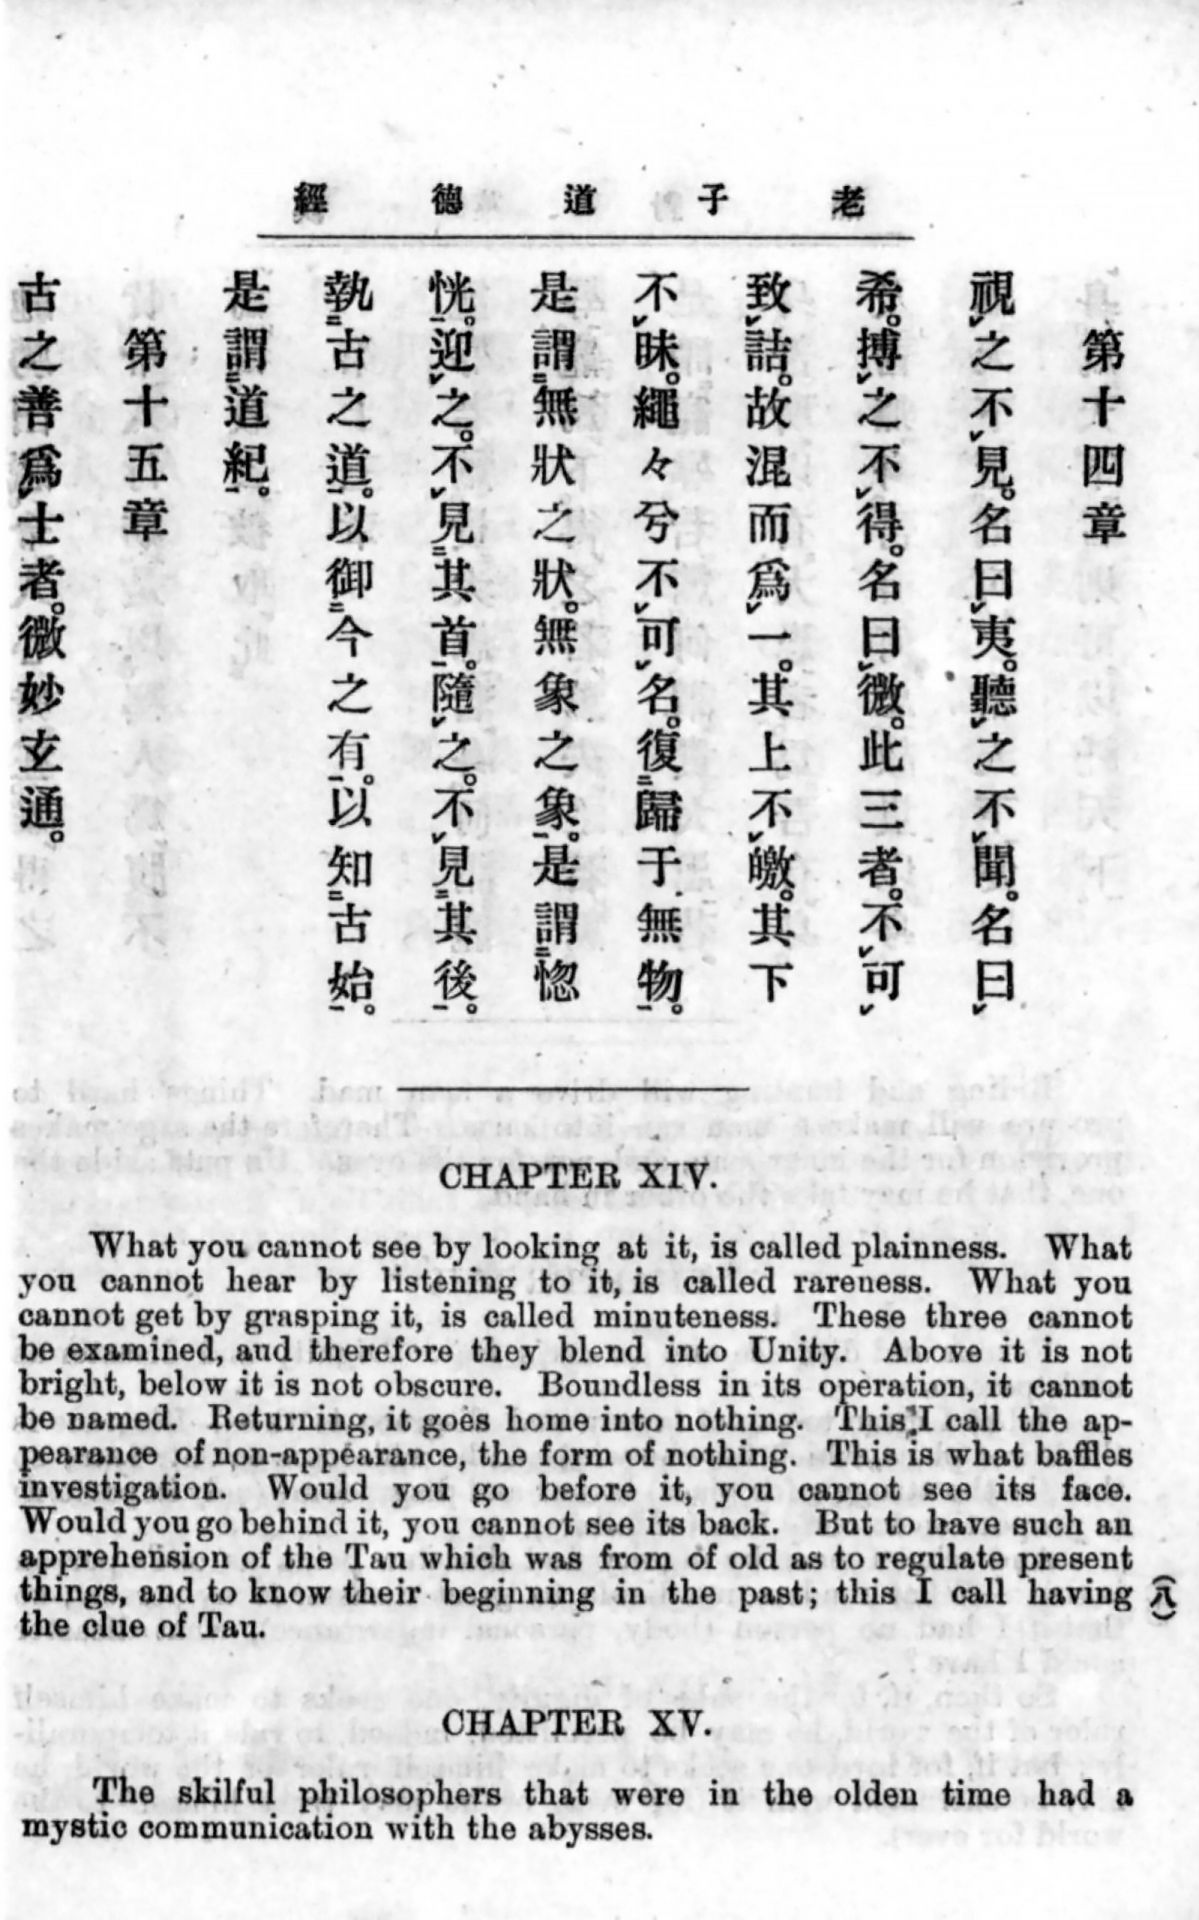 老子道德經
第十四章
視之不見。名曰夷。聽之不聞。名曰
希。搏之不得。名曰微。此三者。不可
致詰。故混而爲一。其上不皦。其下
不昧。繩々兮不可名。復歸于無物。
是謂無狀之狀。無象之象。是謂惚
恍。迎之。不見其首。隨之。不見其後。
執古之道。以御今之有。以知古始。
是謂道紀。
第十五章
古之善爲士者。微妙玄通。
CHAPTER XIV.
What you cannot see by looking at it, is called plainness. What
you cannot hear by listening to it, is called rareness. What you
cannot get by grasping it, is called minuteness. These three cannot
be examined, and therefore they blend into Unity. Above it is not
bright, below it is not obscure. Boundless in its operation, it cannot
be named. Returning, it goes home into nothing. This I call the ap-
pearance of non-appearance, the form of nothing. This is what baffles
investigation. Would you go before it, you cannot see its face.
Would you go behind it, you cannot see its back. But to have such an
apprehension of the Tau which was from of old as to regulate present
things, and to know their beginning in the past; this I call having
the clue of Tau.
(八)
CHAPTER XV.
The skilful philosophers that were in the olden time had a
mystic communication with the abysses.